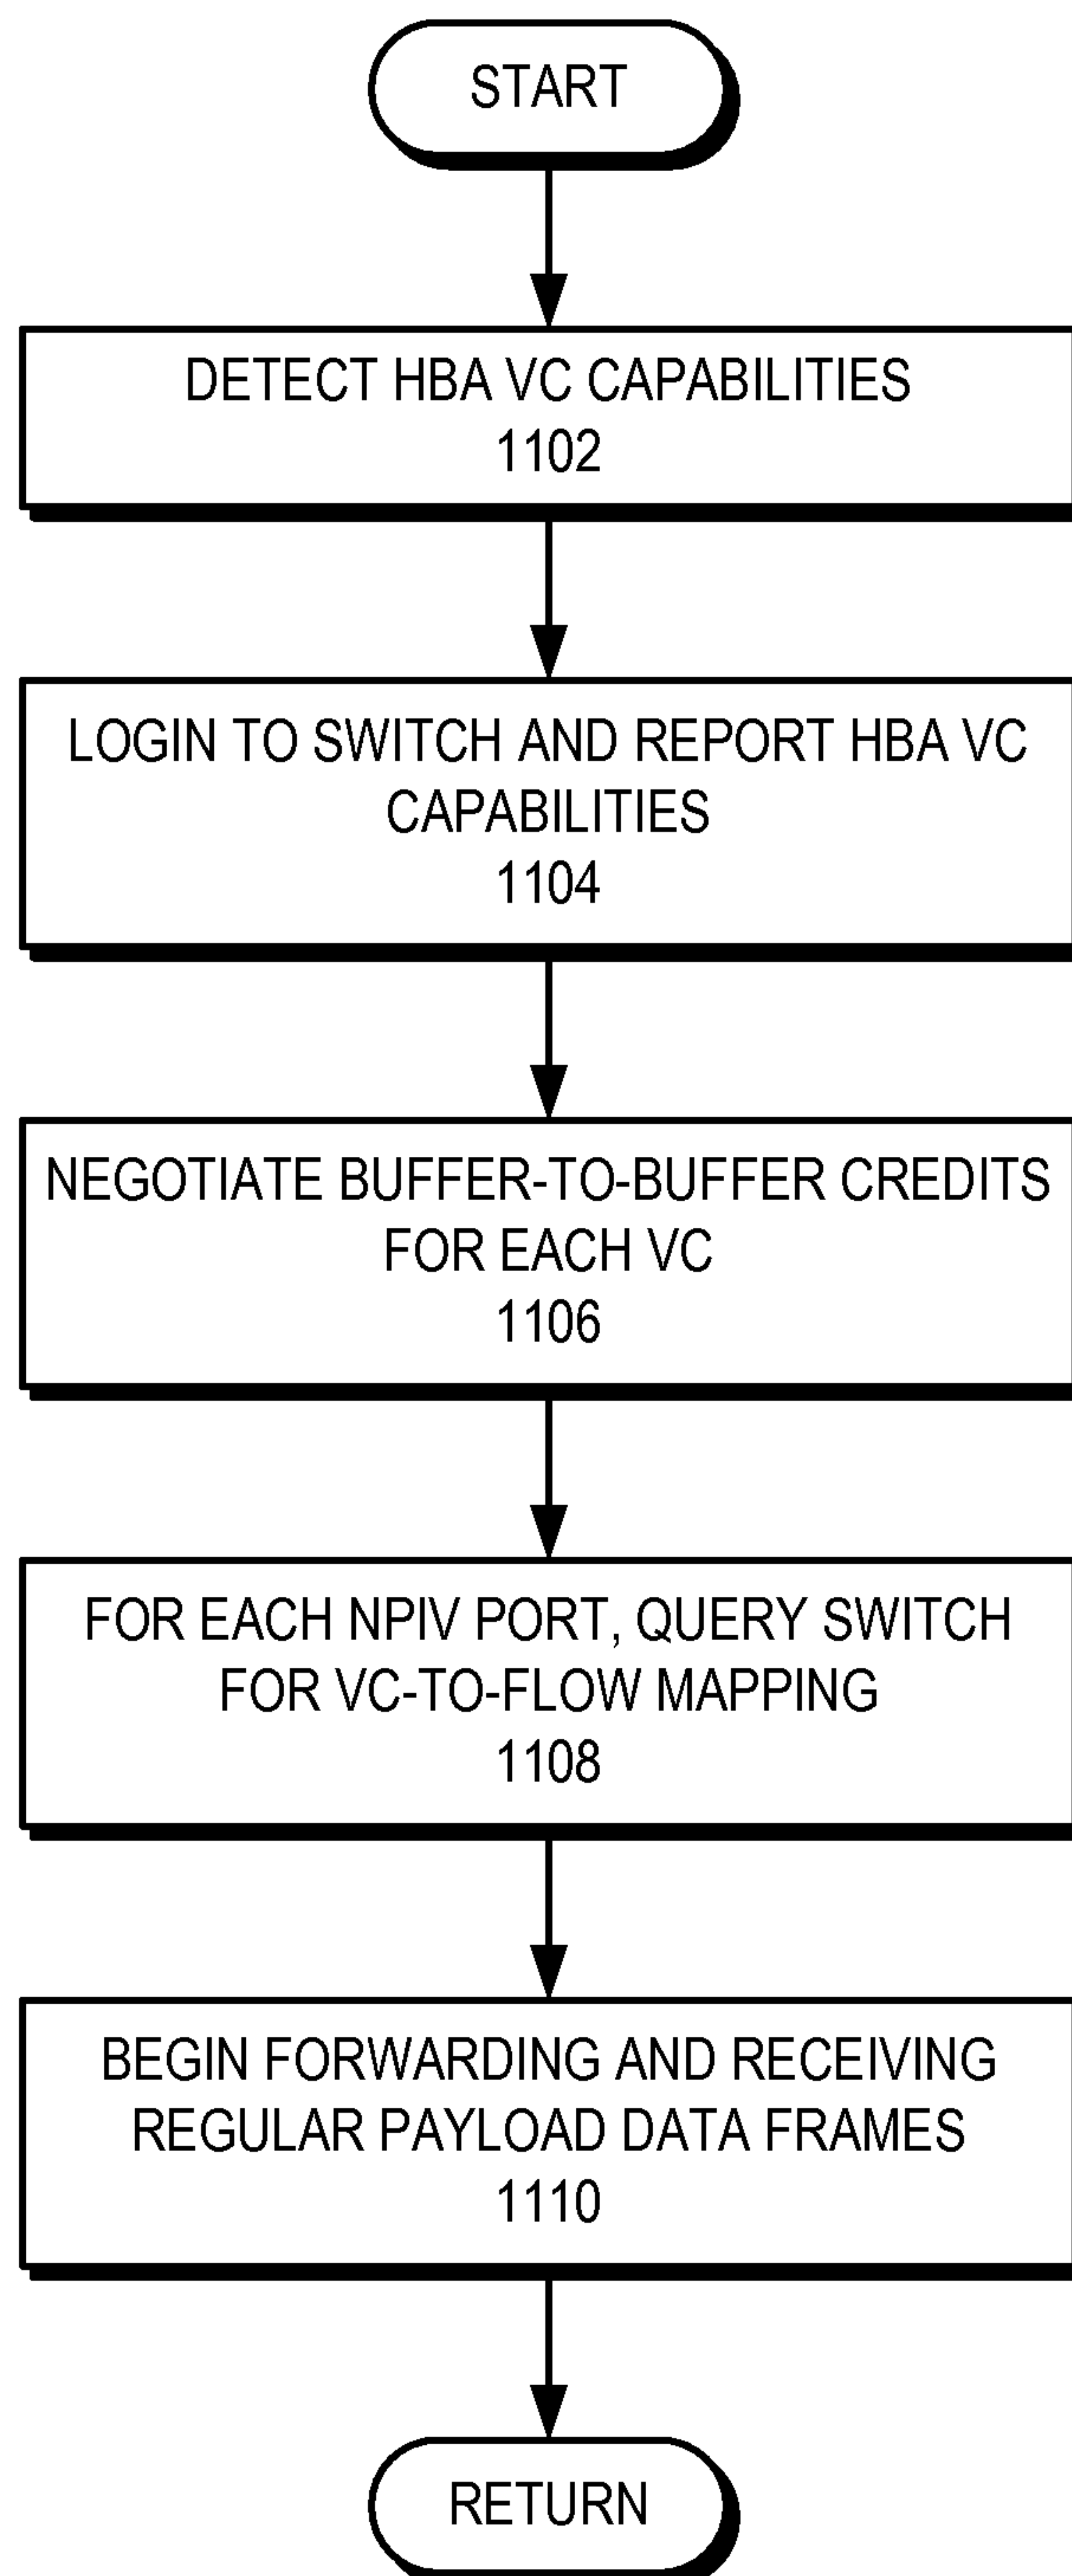 START
DETECT HBA VC CAPABILITIES
1102
LOGIN TO SWITCH AND REPORT HBA VC
CAPABILITIES
1104
NEGOTIATE BUFFER-TO-BUFFER CREDITS
FOR EACH VC
1106
FOR EACH NPIV PORT, QUERY SWITCH
FOR VC-TO-FLOW MAPPING
1108
BEGIN FORWARDING AND RECEIVING
REGULAR PAYLOAD DATA FRAMES
1110
RETURN